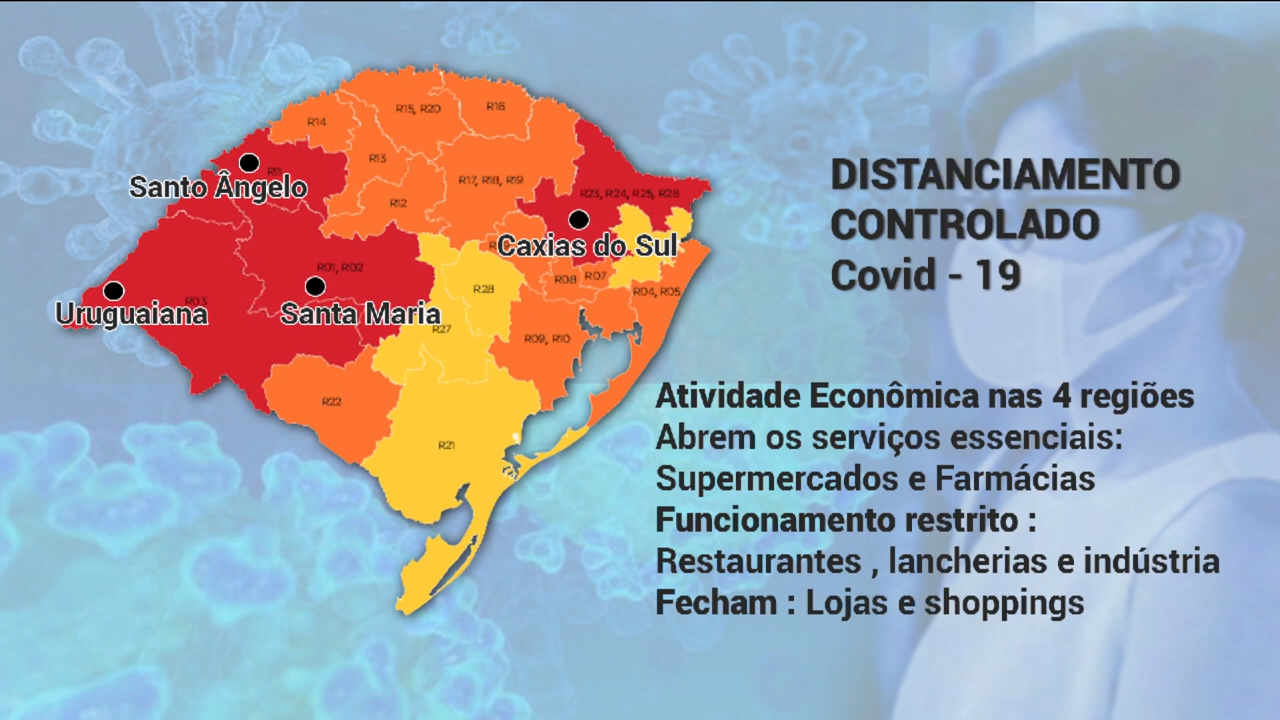 R15, R20
R16
R14
R13
R17, R18, R19
R11
Santo Ângelo
R23, R24, R25, R26
R12
Caxias do Sul
R01, R02
R08
R07
R28
R04, R05
R03
Uruguaiana
Santa Maria
R27
R09, R10
R22
R21
DISTANCIAMENTO
CONTROLADO
Covid - 19
Atividade Econômica nas 4 regiões
Abrem os serviços essenciais:
Supermercados e Farmácias
Funcionamento restrito :
Restaurantes , lancherias e indústria
Fecham : Lojas e shoppings